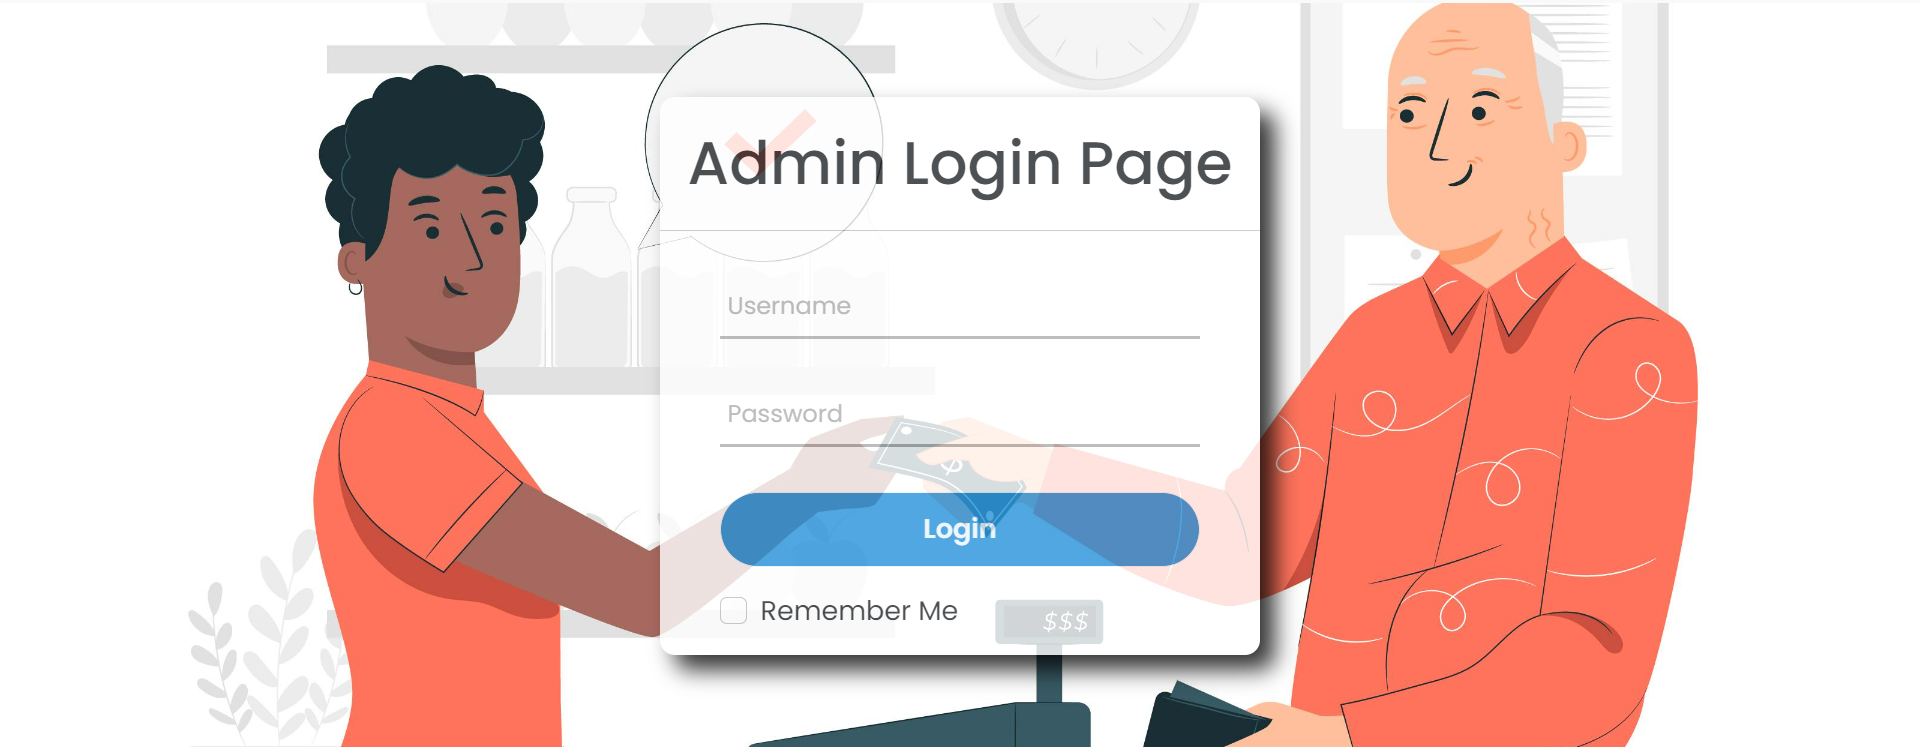 Admin Login Page
Username
Password
$
Login
Remember Me
$$$